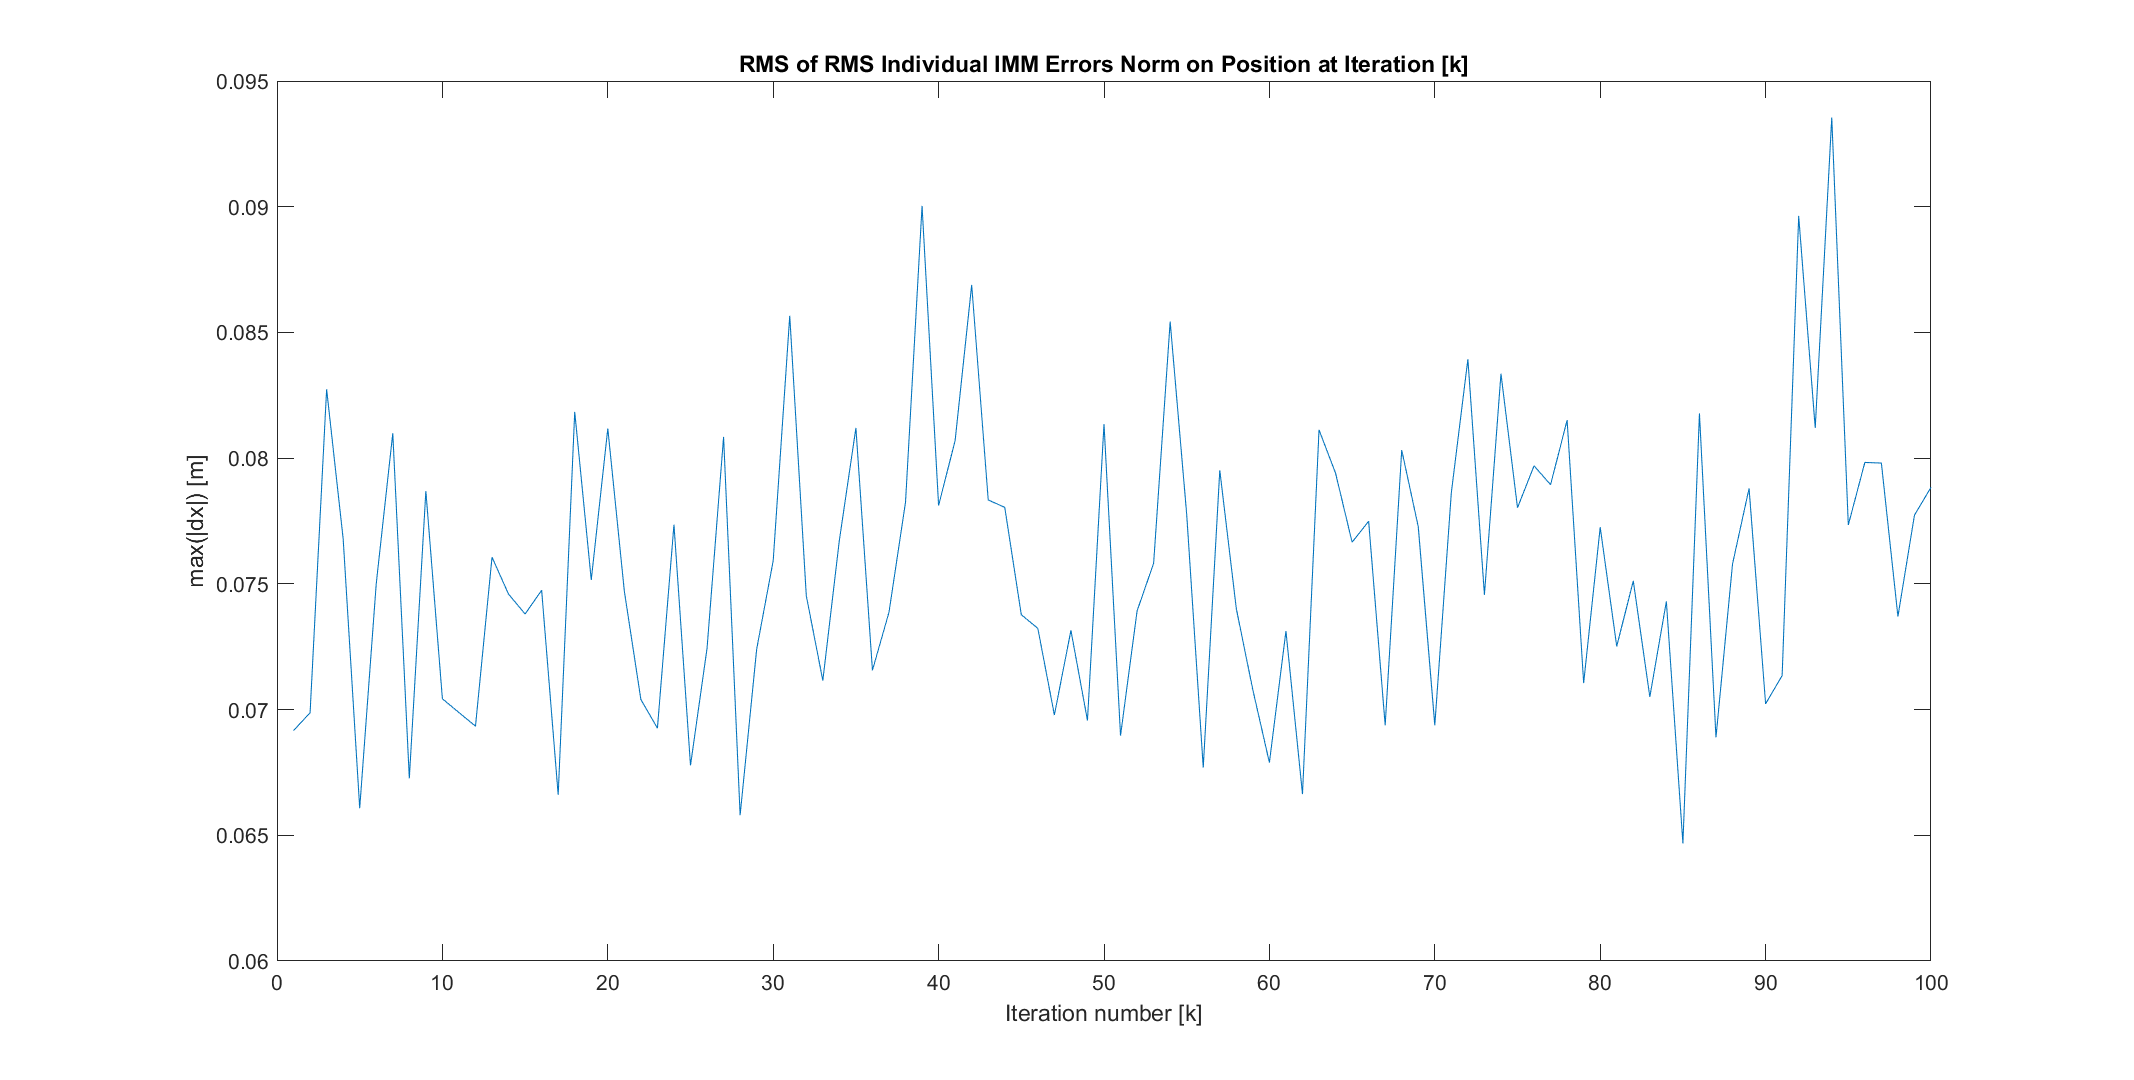 RMS of RMS Individual IMM Errors Norm on Position at Iteration [k]
0.095
0.09
0.085
0.08
0.075
0.07
0.065
0.06
max(|dx|) [m]
0 10 20 30 40 50 60 70 80 90 100
Iteration number [k]